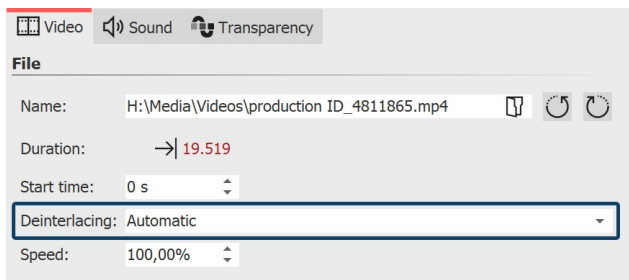 Video Sound Transparency
File
Name: H:\Media\Videos\production ID_4811865.mp4
Duration: 19.519
Start time: 0 s
Deinterlacing: Automatic
Speed: 100,00%